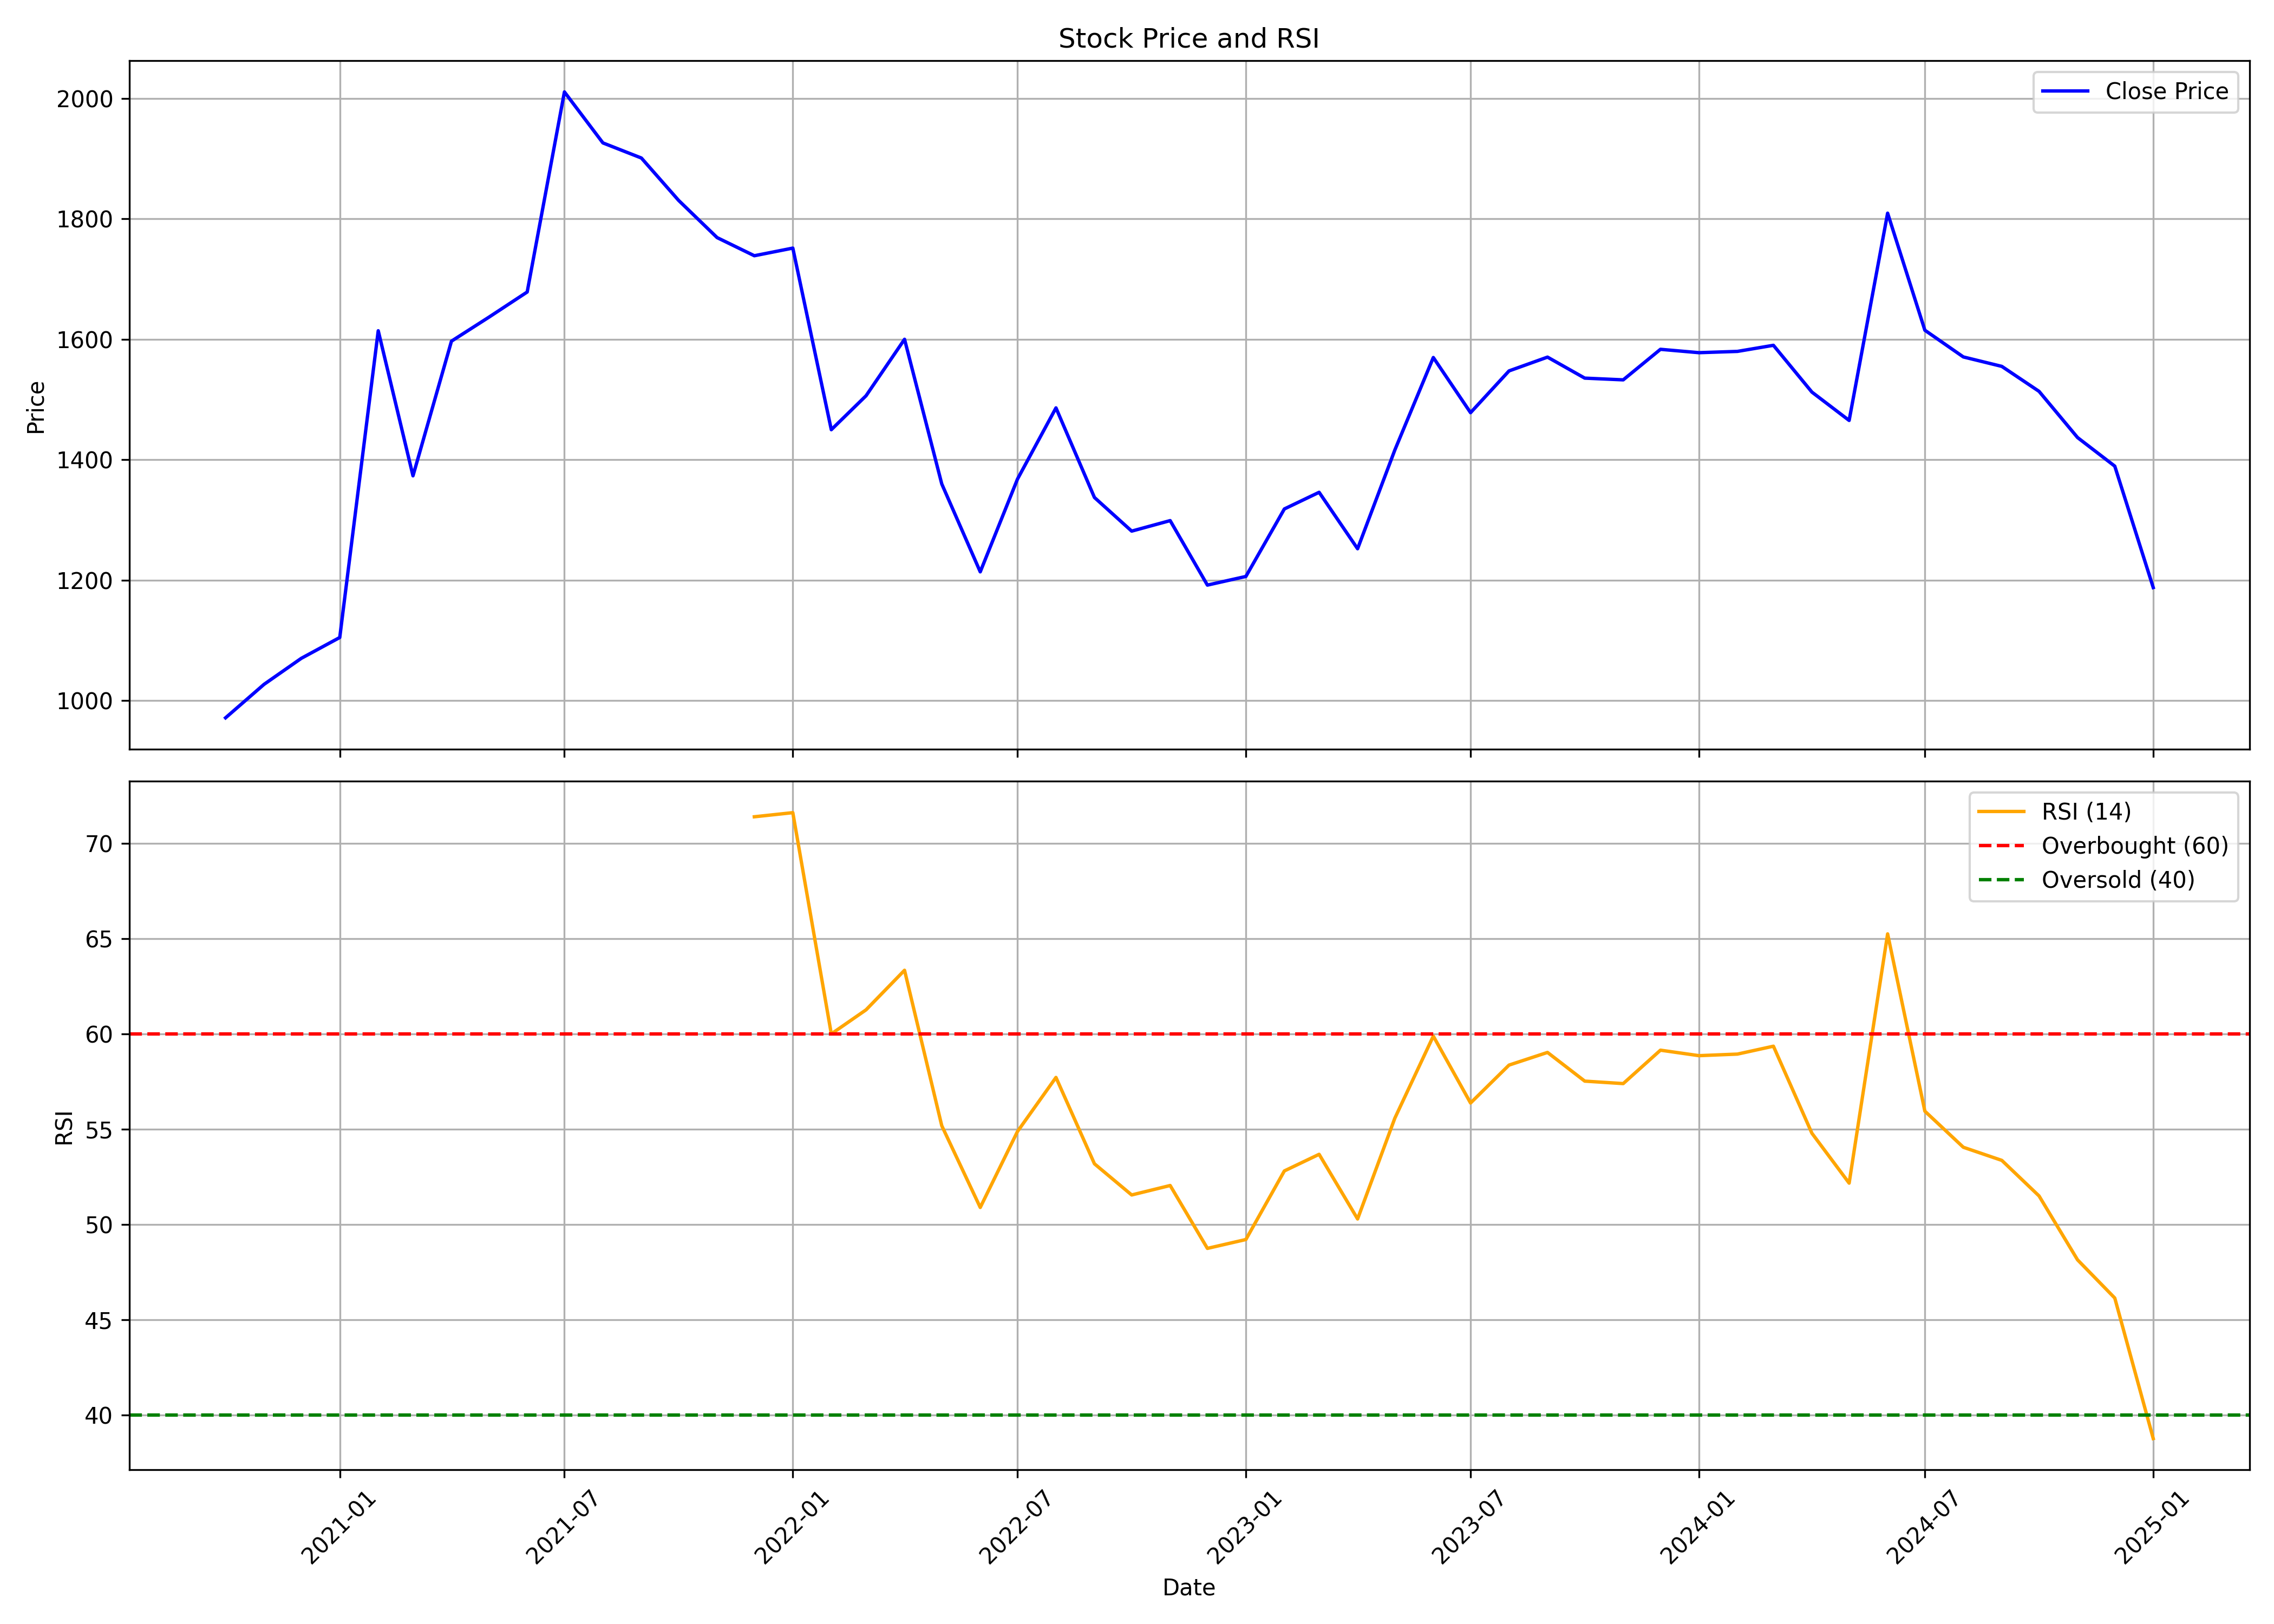 Stock Price and RSI
Close Price
2000
1800
1600
1400
1200
1000
Price
RSI (14)
Overbought (60)
Oversold (40)
70
65
60
55
50
45
40
RSI
2021-01
2021-07
2022-01
2022-07
2023-01
2023-07
2024-01
2024-07
2025-01
Date